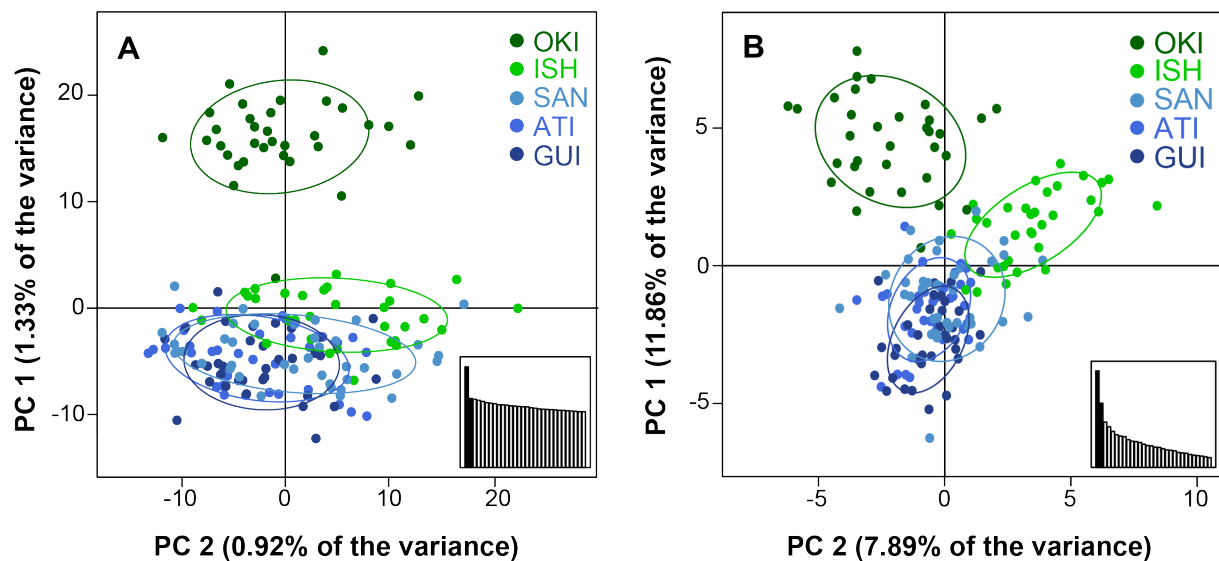 A
OKI
ISH
SAN
ATI
GUI
20
10
0
-10
-10
0
10
20
PC 1 (1.33% of the variance)
PC 2 (0.92% of the variance)
B
OKI
ISH
SAN
ATI
GUI
5
0
-5
-5
0
5
10
PC 1 (11.86% of the variance)
PC 2 (7.89% of the variance)